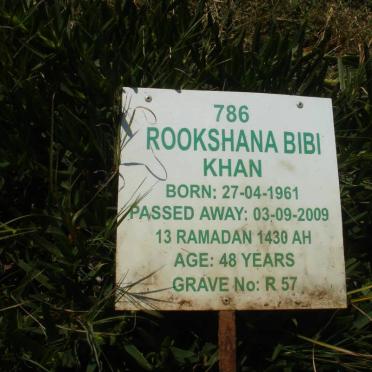 786
ROOKSHANA BIBI
KHAN
BORN: 27-04-1961
PASSED AWAY: 03-09-2009
13 RAMADAN 1430 AH
AGE: 48 YEARS
GRAVE No: R 57